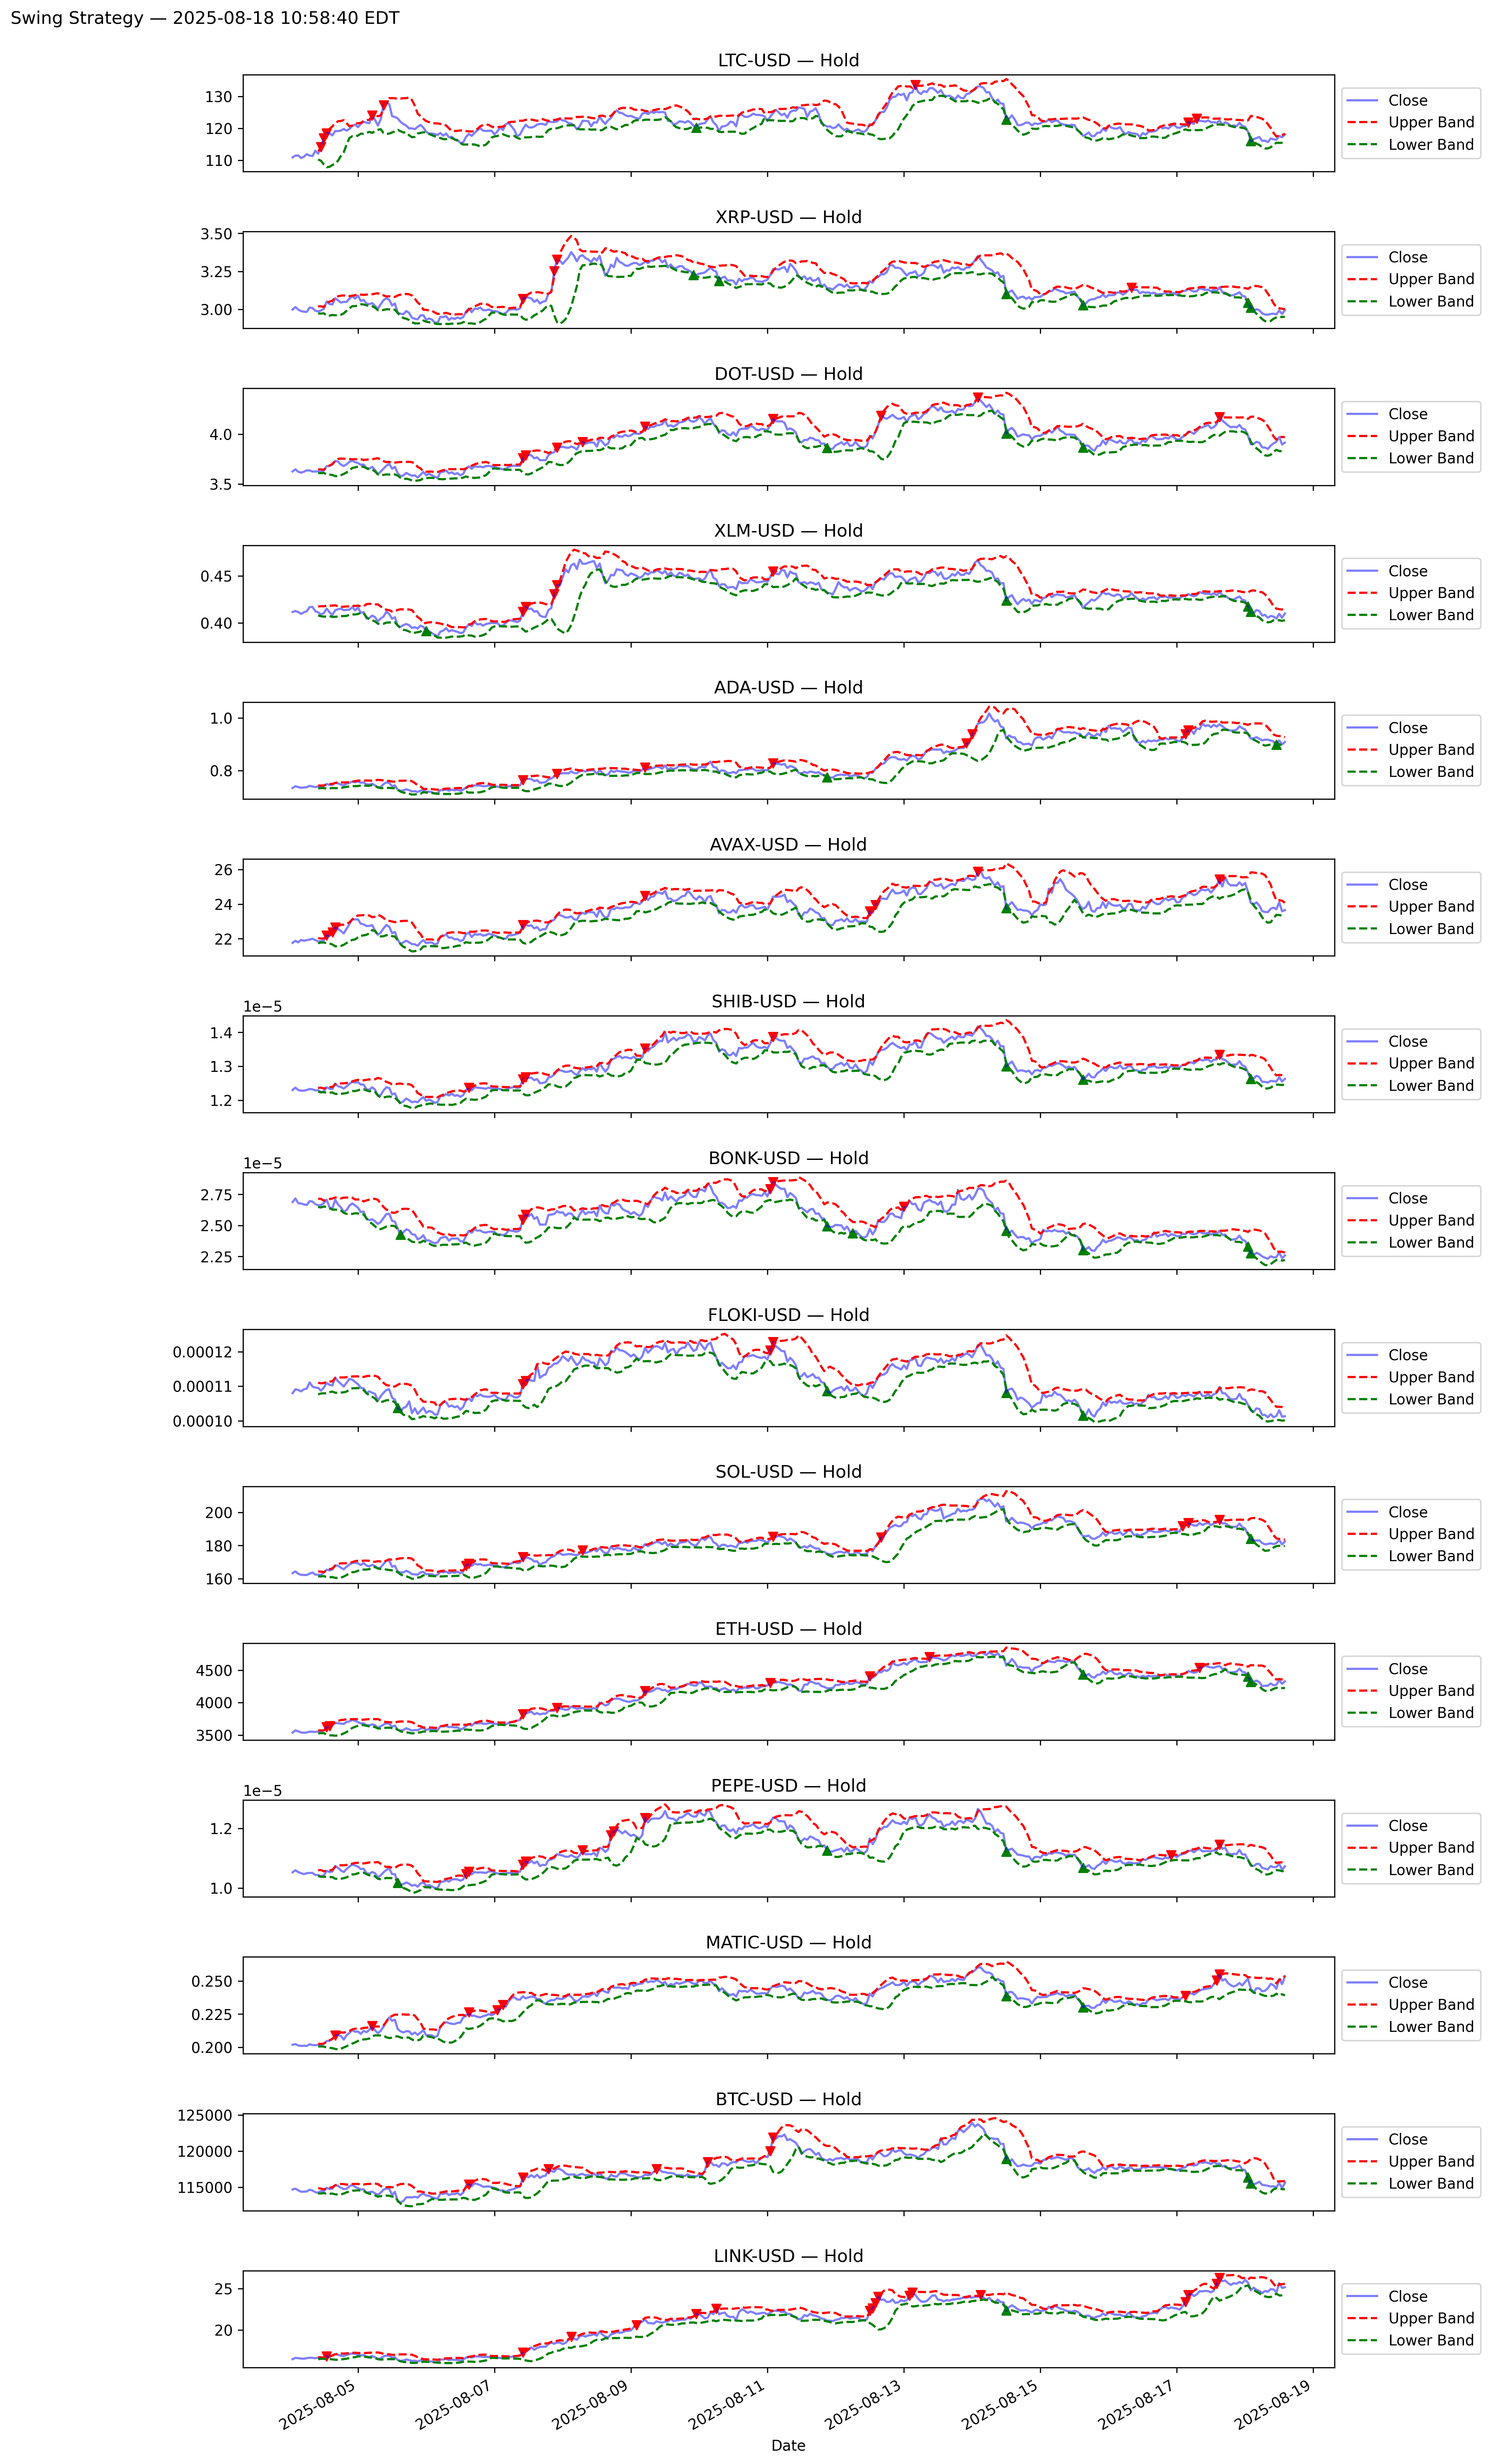 Swing Strategy — 2025-08-18 10:58:40 EDT
LTC-USD — Hold
130
120
110
Close
Upper Band
Lower Band
XRP-USD — Hold
3.50
3.25
3.00
Close
Upper Band
Lower Band
DOT-USD — Hold
4.0
3.5
Close
Upper Band
Lower Band
XLM-USD — Hold
0.45
0.40
Close
Upper Band
Lower Band
ADA-USD — Hold
1.0
0.8
Close
Upper Band
Lower Band
AVAX-USD — Hold
26
24
22
Close
Upper Band
Lower Band
SHIB-USD — Hold
1e−5
1.4
1.3
1.2
Close
Upper Band
Lower Band
BONK-USD — Hold
1e−5
2.75
2.50
2.25
Close
Upper Band
Lower Band
FLOKI-USD — Hold
0.00012
0.00011
0.00010
Close
Upper Band
Lower Band
SOL-USD — Hold
200
180
160
Close
Upper Band
Lower Band
ETH-USD — Hold
4500
4000
3500
Close
Upper Band
Lower Band
PEPE-USD — Hold
1e−5
1.2
1.0
Close
Upper Band
Lower Band
MATIC-USD — Hold
0.250
0.225
0.200
Close
Upper Band
Lower Band
BTC-USD — Hold
125000
120000
115000
Close
Upper Band
Lower Band
LINK-USD — Hold
25
20
Close
Upper Band
Lower Band
2025-08-05
2025-08-07
2025-08-09
2025-08-11
2025-08-13
2025-08-15
2025-08-17
2025-08-19
Date